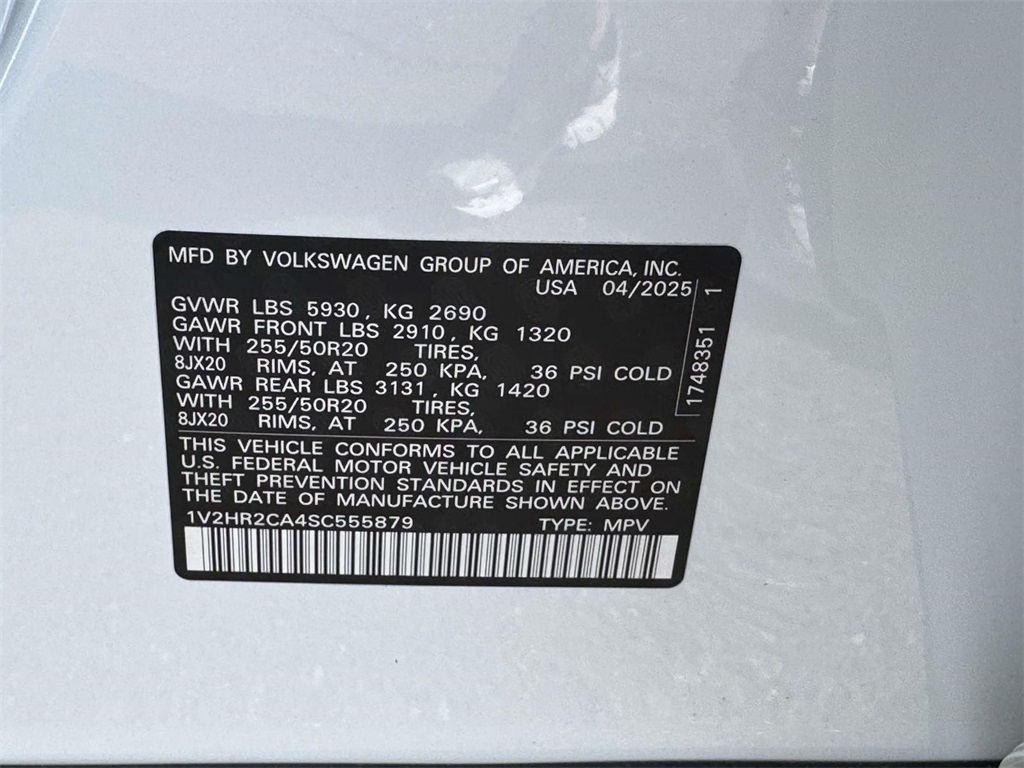 MFD BY VOLKSWAGEN GROUP OF AMERICA, INC.
USA 04/2025
GVWR LBS 5930, KG 2690
GAWR FRONT LBS 2910, KG 1320
WITH 255/50R20 TIRES,
8JX20 RIMS, AT 250 KPA, 36 PSI COLD
GAWR REAR LBS 3131, KG 1420
WITH 255/50R20 TIRES,
8JX20 RIMS, AT 250 KPA, 36 PSI COLD
1748351 1
THIS VEHICLE CONFORMS TO ALL APPLICABLE
U.S. FEDERAL MOTOR VEHICLE SAFETY AND
THEFT PREVENTION STANDARDS IN EFFECT ON
THE DATE OF MANUFACTURE SHOWN ABOVE.
1V2HR2CA4SC555879 TYPE: MPV